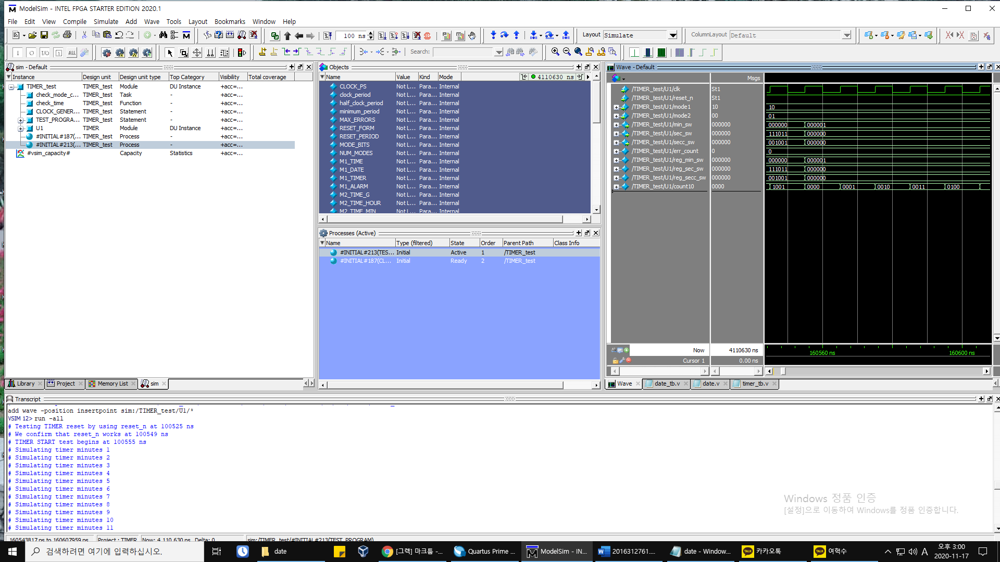 ModelSim - INTEL FPGA STARTER EDITION 2020.1
File Edit View Compile Simulate Add Wave Tools Layout Bookmarks Window Help
100 ns
Layout Simulate
ColumnLayout Default
Search:
sim - Default
Instance Design unit Design unit type Top Category Visibility Total coverage
TIMER_test TIMER_test Module DU Instance +acc=...
check_mode_c... TIMER_test Task - +acc=...
check_time TIMER_test Function - +acc=...
CLOCK_GENER... TIMER_test Statement - +acc=...
TEST_PROGRA... TIMER_test Statement - +acc=...
U1 TIMER Module DU Instance +acc=...
#INITIAL#187(... TIMER_test Process - +acc=...
#INITIAL#213(... TIMER_test Process - +acc=...
#vsim_capacity# Capacity Statistics +acc=...
Library Project Memory List sim
Objects
Name Value Kind Mode 4110630 ns
CLOCK_PS Not L... Para... Internal
clock_period Not L... Para... Internal
half_clock_period Not L... Para... Internal
minimum_period Not L... Para... Internal
MAX_ERRORS Not L... Para... Internal
RESET_FORM Not L... Para... Internal
RESET_PERIOD Not L... Para... Internal
MODE_BITS Not L... Para... Internal
NUM_MODES Not L... Para... Internal
M1_TIME Not L... Para... Internal
M1_DATE Not L... Para... Internal
M1_TIMER Not L... Para... Internal
M1_ALARM Not L... Para... Internal
M2_TIME_G Not L... Para... Internal
M2_TIME_HOUR Not L... Para... Internal
M2_TIME_MIN Not L... Para... Internal
Processes (Active)
Name Type (filtered) State Order Parent Path Class Info
#INITIAL#213(TES... Initial Active 1 /TIMER_test
#INITIAL#187(CL... Initial Ready 2 /TIMER_test
Wave - Default
Msgs
/TIMER_test/U1/clk St1
/TIMER_test/U1/reset_n St1
/TIMER_test/U1/mode1 10 10
/TIMER_test/U1/mode2 00 01
/TIMER_test/U1/min_sw 000000 000000 000001
/TIMER_test/U1/sec_sw 000000 111011 000000
/TIMER_test/U1/secc_sw 000000 001001 000000
/TIMER_test/U1/err_count 0 0
/TIMER_test/U1/reg_min_sw 000000 000000 000001
/TIMER_test/U1/reg_sec_sw 000000 111011 000000
/TIMER_test/U1/reg_secc_sw 000000 001001 000000
/TIMER_test/U1/count10 0000 1001 0000 0001 0010 0011 0100
Now 4110630 ns 160560 ns 160600 ns
Cursor 1 0.00 ns
Wave date_tb.v date.v timer_tb.v
Transcript
add wave -position insertpoint sim:/TIMER_test/U1/*
VSIM 12> run -all
# Testing TIMER reset by using reset_n at 100525 ns
# We confirm that reset_n works at 100549 ns
# TIMER START test begins at 100555 ns
# Simulating timer minutes 1
# Simulating timer minutes 2
# Simulating timer minutes 3
# Simulating timer minutes 4
# Simulating timer minutes 5
# Simulating timer minutes 6
# Simulating timer minutes 7
# Simulating timer minutes 8
# Simulating timer minutes 9
# Simulating timer minutes 10
# Simulating timer minutes 11
Windows 정품 인증
[설정]으로 이동하여 Windows를 정품 인증합니다.
160543817 ps to 160607959 ps Project : TIMER Now: 4,110,630 ns Delta: 0 sim:/TIMER_test/#INITIAL#213(TEST_PROGRAM)
검색하려면 여기에 입력하십시오.
date
[그랙] 마크툽 -...
Quartus Prime ...
ModelSim - IN...
2016312761....
date - Window...
카카오톡
여혁수
A
오후 3:00
2020-11-17